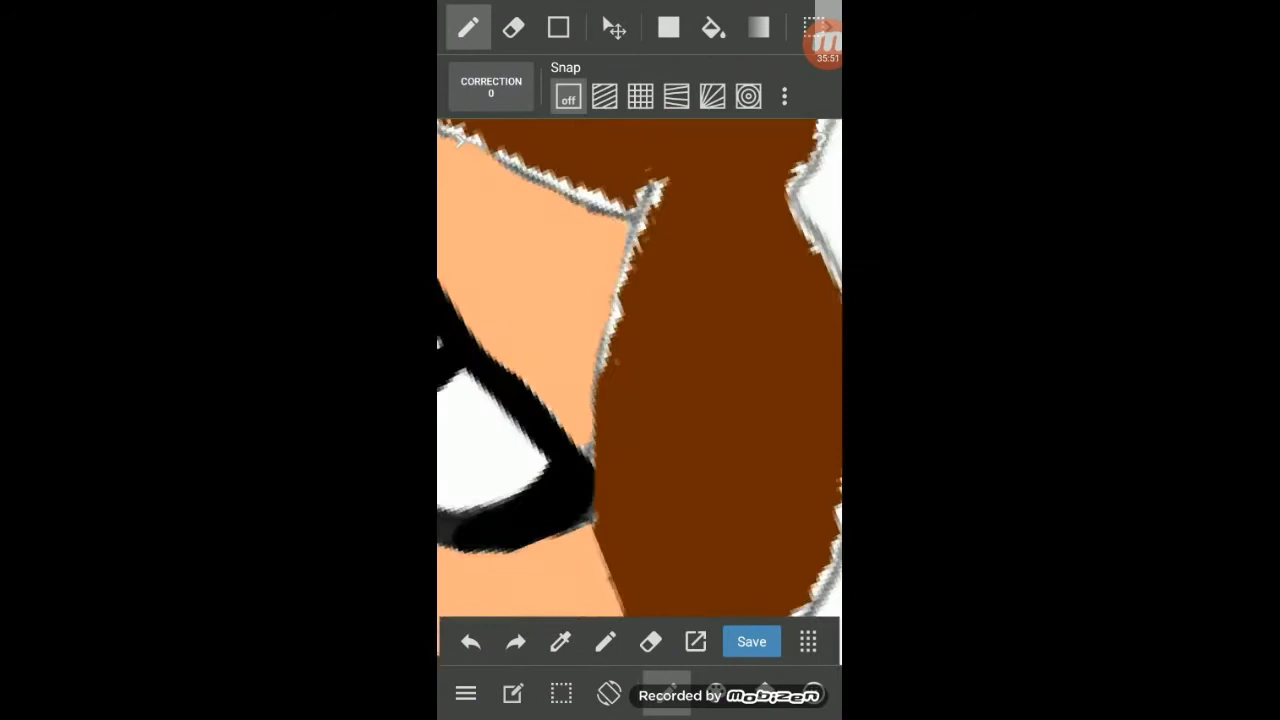 35:51
Snap
CORRECTION
0
off
Save
Recorded by MOBIZEN